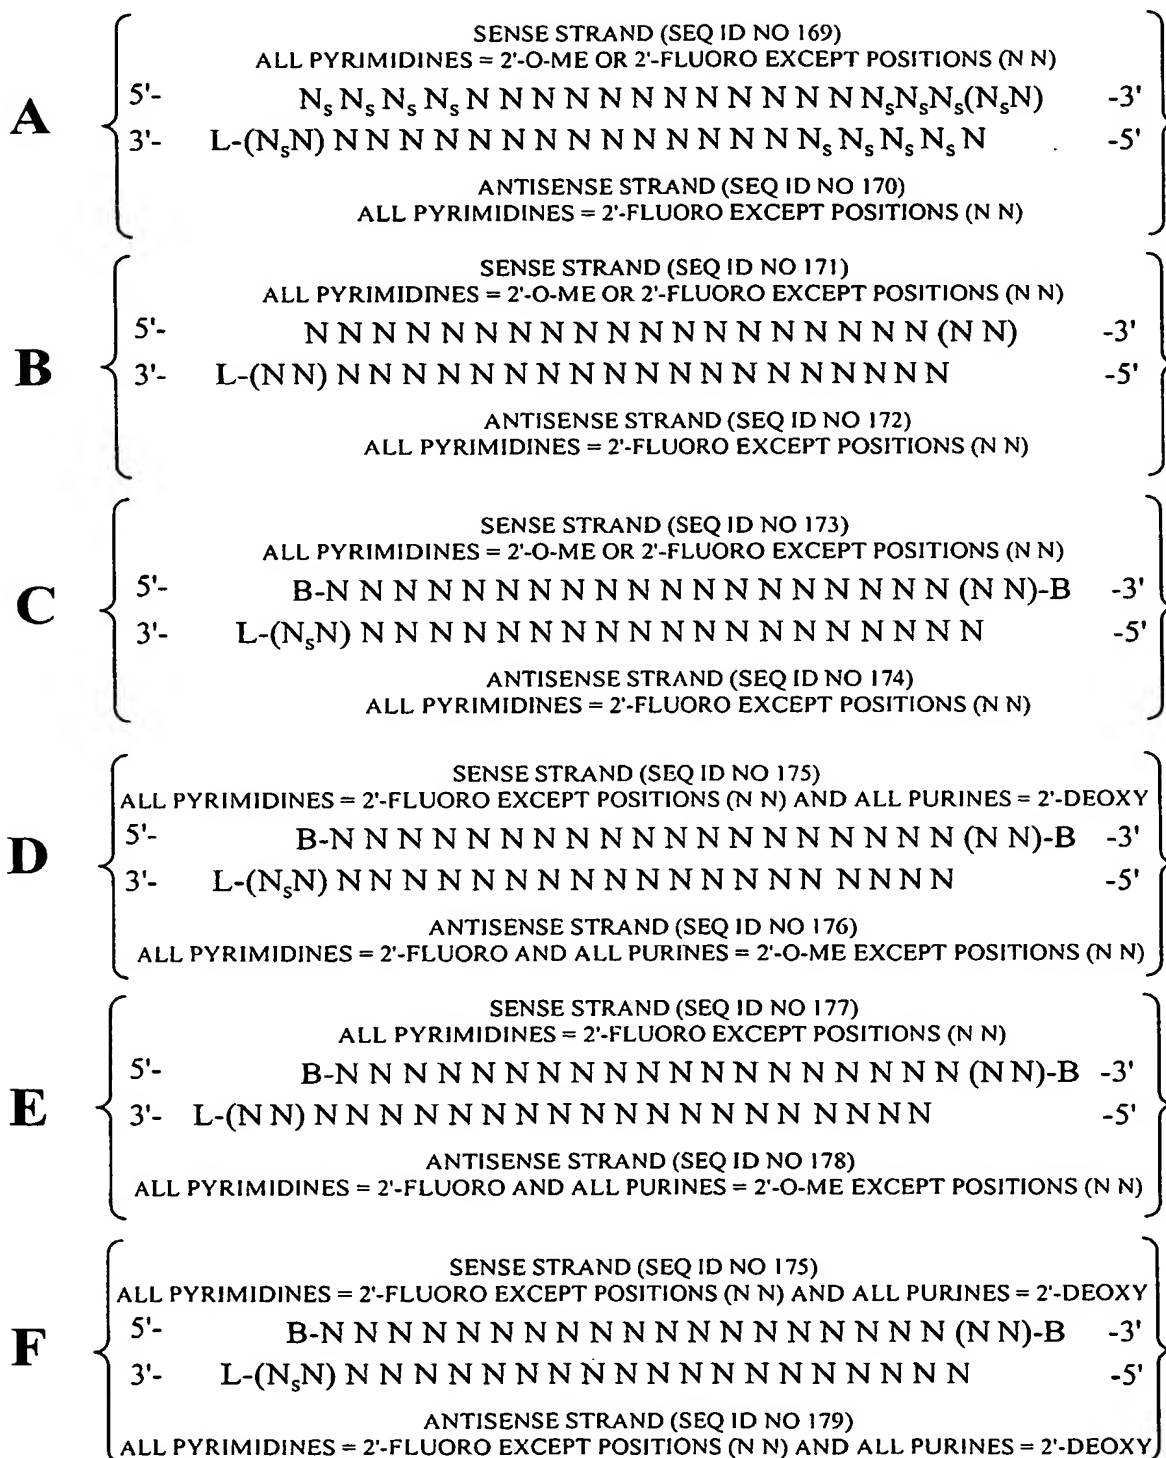 A
SENSE STRAND (SEQ ID NO 169)
ALL PYRIMIDINES = 2'-O-ME OR 2'-FLUORO EXCEPT POSITIONS (N N)
5'- NₛNₛNₛNₛN N N N N N N N N N N N NₛNₛNₛ(NₛN) -3'
3'- L-(NₛN) N N N N N N N N N N N N N N Nₛ Nₛ Nₛ Nₛ N -5'
ANTISENSE STRAND (SEQ ID NO 170)
ALL PYRIMIDINES = 2'-FLUORO EXCEPT POSITIONS (N N)
B
SENSE STRAND (SEQ ID NO 171)
ALL PYRIMIDINES = 2'-O-ME OR 2'-FLUORO EXCEPT POSITIONS (N N)
5'- N N N N N N N N N N N N N N N N N N N (N N) -3'
3'- L-(N N) N N N N N N N N N N N N N N N N N N N -5'
ANTISENSE STRAND (SEQ ID NO 172)
ALL PYRIMIDINES = 2'-FLUORO EXCEPT POSITIONS (N N)
C
SENSE STRAND (SEQ ID NO 173)
ALL PYRIMIDINES = 2'-O-ME OR 2'-FLUORO EXCEPT POSITIONS (N N)
5'- B-N N N N N N N N N N N N N N N N N N N (N N)-B -3'
3'- L-(NₛN) N N N N N N N N N N N N N N N N N N N -5'
ANTISENSE STRAND (SEQ ID NO 174)
ALL PYRIMIDINES = 2'-FLUORO EXCEPT POSITIONS (N N)
D
SENSE STRAND (SEQ ID NO 175)
ALL PYRIMIDINES = 2'-FLUORO EXCEPT POSITIONS (N N) AND ALL PURINES = 2'-DEOXY
5'- B-N N N N N N N N N N N N N N N N N N N (N N)-B -3'
3'- L-(NₛN) N N N N N N N N N N N N N N N N N N N -5'
ANTISENSE STRAND (SEQ ID NO 176)
ALL PYRIMIDINES = 2'-FLUORO AND ALL PURINES = 2'-O-ME EXCEPT POSITIONS (N N)
E
SENSE STRAND (SEQ ID NO 177)
ALL PYRIMIDINES = 2'-FLUORO EXCEPT POSITIONS (N N)
5'- B-N N N N N N N N N N N N N N N N N N N (N N)-B -3'
3'- L-(N N) N N N N N N N N N N N N N N N N N N N -5'
ANTISENSE STRAND (SEQ ID NO 178)
ALL PYRIMIDINES = 2'-FLUORO AND ALL PURINES = 2'-O-ME EXCEPT POSITIONS (N N)
F
SENSE STRAND (SEQ ID NO 175)
ALL PYRIMIDINES = 2'-FLUORO EXCEPT POSITIONS (N N) AND ALL PURINES = 2'-DEOXY
5'- B-N N N N N N N N N N N N N N N N N N N (N N)-B -3'
3'- L-(NₛN) N N N N N N N N N N N N N N N N N N N -5'
ANTISENSE STRAND (SEQ ID NO 179)
ALL PYRIMIDINES = 2'-FLUORO EXCEPT POSITIONS (N N) AND ALL PURINES = 2'-DEOXY